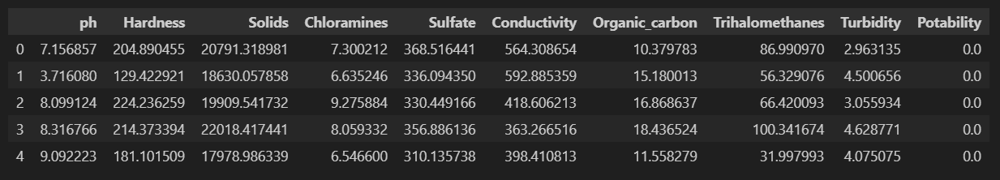 ph Hardness Solids Chloramines Sulfate Conductivity Organic_carbon Trihalomethanes Turbidity Potability
0 7.156857 204.890455 20791.318981 7.300212 368.516441 564.308654 10.379783 86.990970 2.963135 0.0
1 3.716080 129.422921 18630.057858 6.635246 336.094350 592.885359 15.180013 56.329076 4.500656 0.0
2 8.099124 224.236259 19909.541732 9.275884 330.449166 418.606213 16.868637 66.420093 3.055934 0.0
3 8.316766 214.373394 22018.417441 8.059332 356.886136 363.266516 18.436524 100.341674 4.628771 0.0
4 9.092223 181.101509 17978.986339 6.546600 310.135738 398.410813 11.558279 31.997993 4.075075 0.0